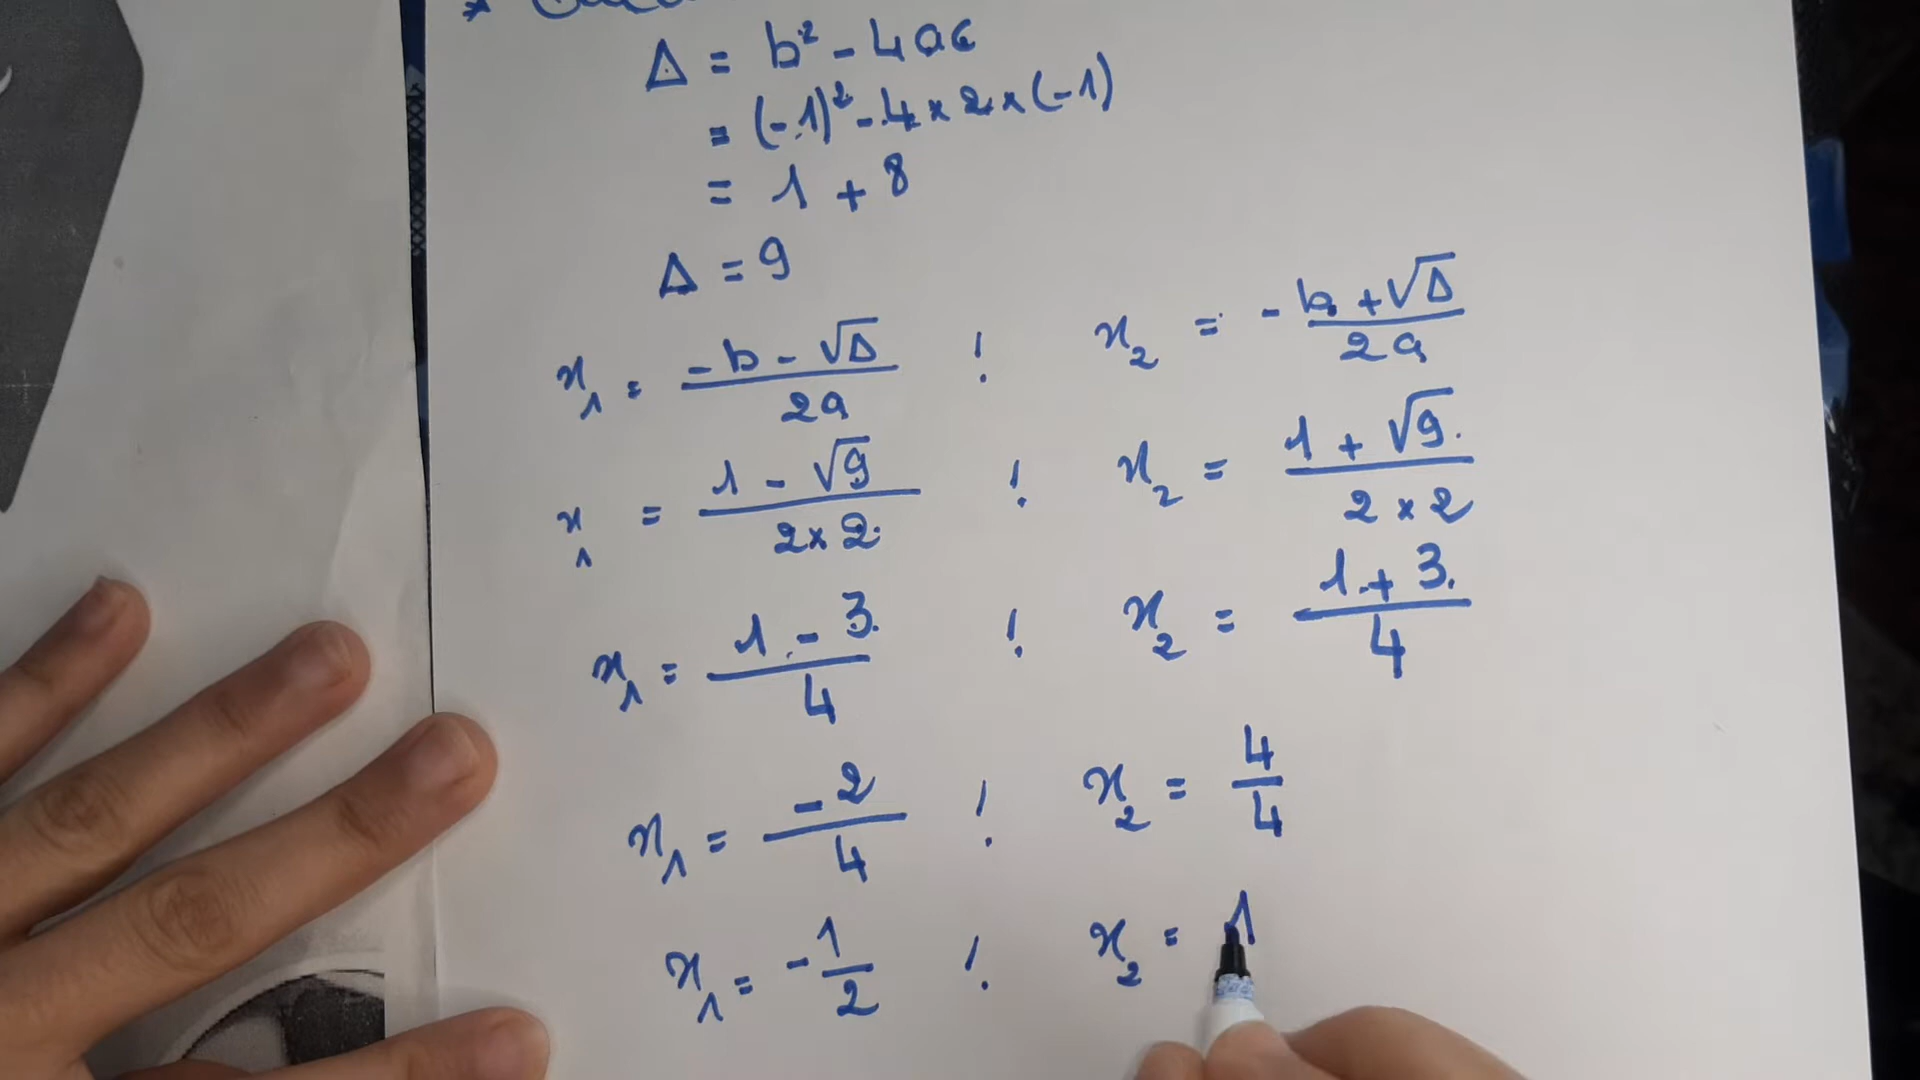 Δ = b² - 4ac
= (-1)² - 4 × 2 × (-1)
= 1 + 8
Δ = 9
x₁ = (-b - √Δ)/2a ; x₂ = -(b + √Δ)/2a
x₁ = (1 - √9)/(2×2) ; x₂ = (1 + √9)/(2×2)
x₁ = (1 - 3)/4 ; x₂ = (1 + 3)/4
x₁ = -2/4 ; x₂ = 4/4
x₁ = -1/2 ; x₂ = 1